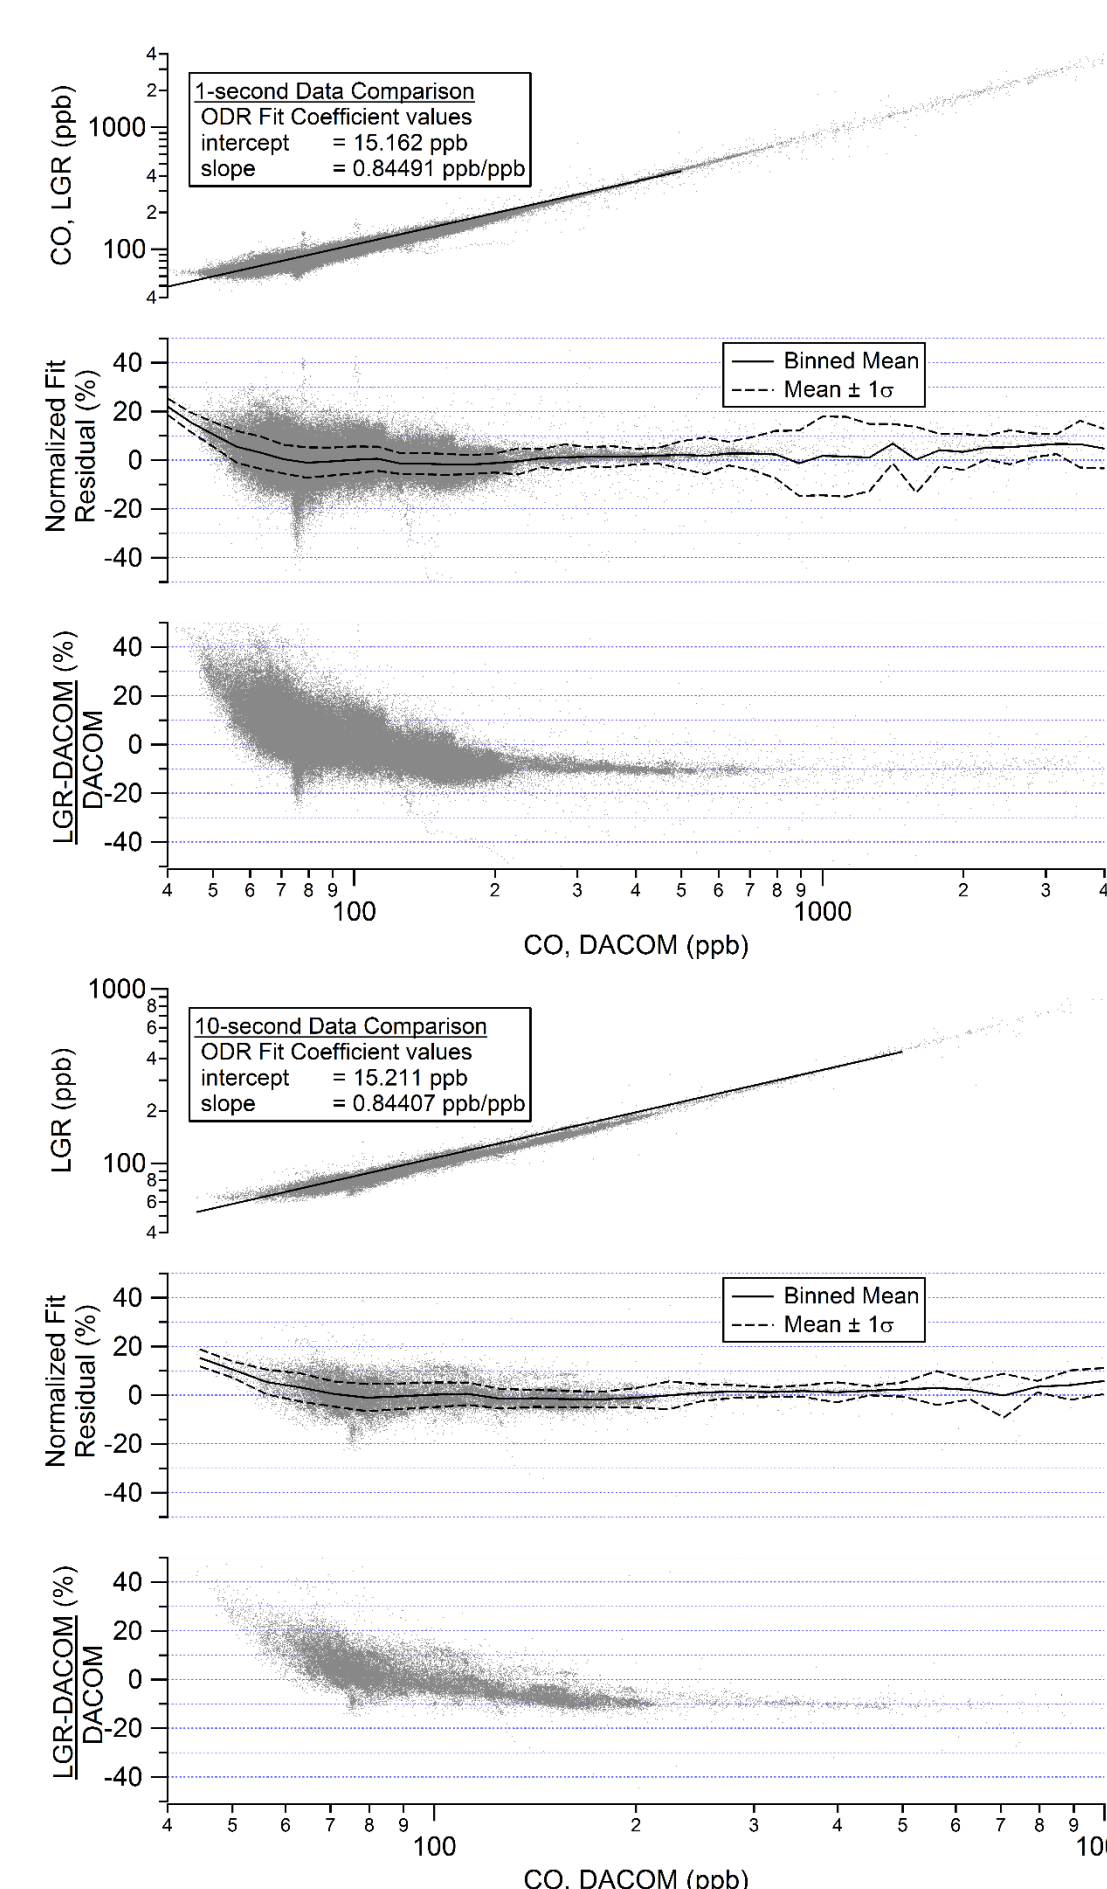 4
2
1000
4
2
100
4
CO, LGR (ppb)
1-second Data Comparison
ODR Fit Coefficient values
intercept = 15.162 ppb
slope = 0.84491 ppb/ppb
40
20
0
-20
-40
Normalized Fit
Residual (%)
Binned Mean
Mean ± 1σ
40
20
0
-20
-40
LGR-DACOM (%)
DACOM
4 5 6 7 8 9 2 3 4 5 6 7 8 9 2 3 4
100 1000
CO, DACOM (ppb)
1000
8
6
4
2
100
8
6
4
LGR (ppb)
10-second Data Comparison
ODR Fit Coefficient values
intercept = 15.211 ppb
slope = 0.84407 ppb/ppb
40
20
0
-20
-40
Normalized Fit
Residual (%)
Binned Mean
Mean ± 1σ
40
20
0
-20
-40
LGR-DACOM (%)
DACOM
4 5 6 7 8 9 2 3 4 5 6 7 8 9
100
CO, DACOM (ppb)